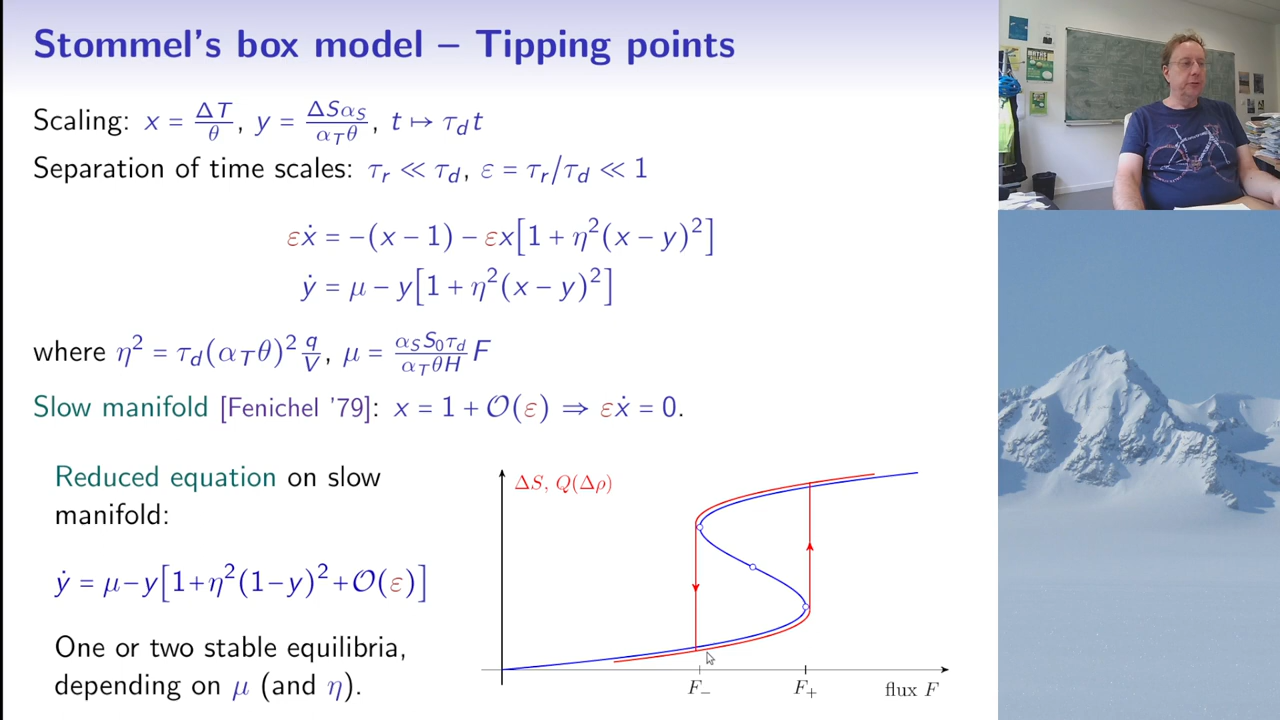 Stommel's box model – Tipping points
Scaling: x = ΔT/θ, y = ΔSα_S/α_Tθ, t ↦ τ_d t
Separation of time scales: τ_r ≪ τ_d, ε = τ_r/τ_d ≪ 1
εẋ = −(x − 1) − εx[1 + η²(x − y)²]
ẏ = μ − y[1 + η²(x − y)²]
where η² = τ_d(α_Tθ)² q/V, μ = α_S S_0 τ_d/α_TθH F
Slow manifold [Fenichel '79]: x = 1 + 𝒪(ε) ⇒ εẋ = 0.
Reduced equation on slow
manifold:
ẏ = μ−y[1+η²(1−y)²+𝒪(ε)]
One or two stable equilibria,
depending on μ (and η).
ΔS, Q(Δρ)
F_−
F_+
flux F